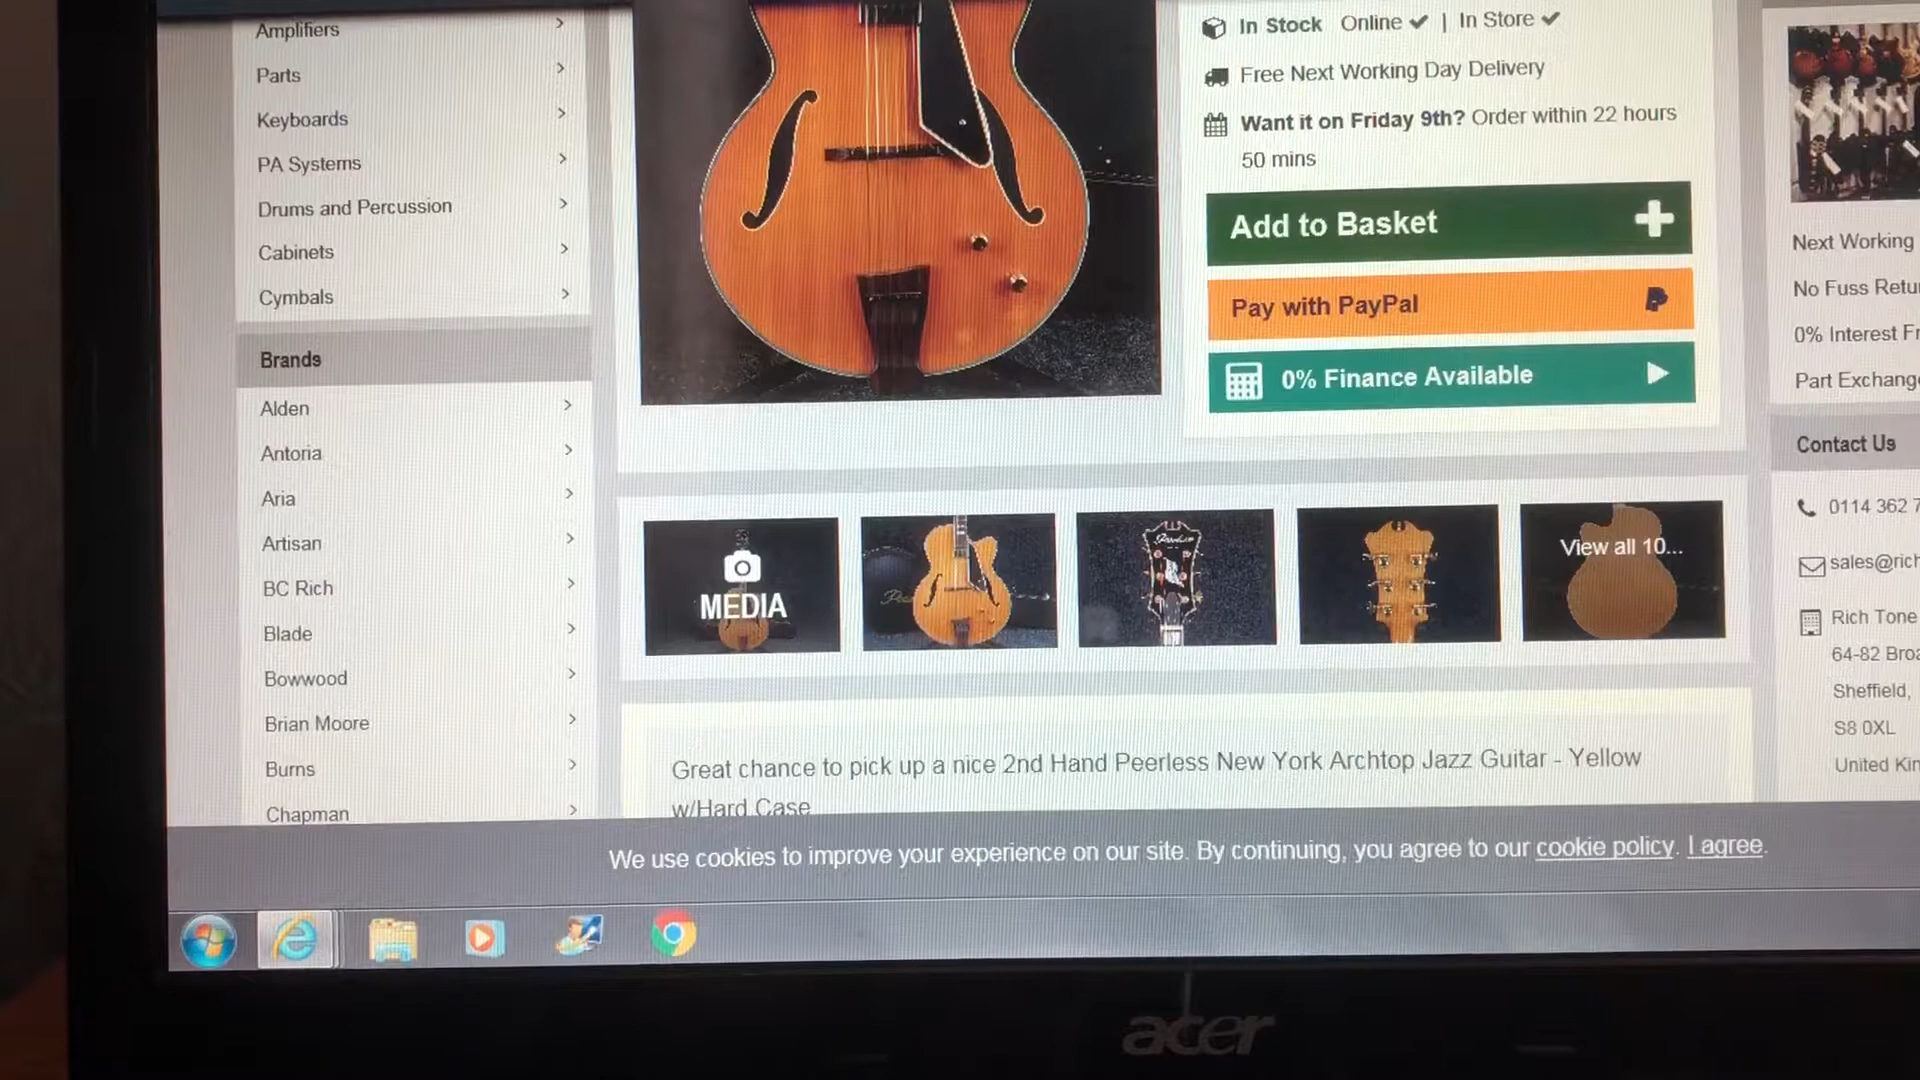 Amplifiers
Parts
Keyboards
PA Systems
Drums and Percussion
Cabinets
Cymbals
Brands
Alden
Antoria
Aria
Artisan
BC Rich
Blade
Bowwood
Brian Moore
Burns
Chapman
In Stock Online | In Store
Free Next Working Day Delivery
Want it on Friday 9th? Order within 22 hours
50 mins
Add to Basket
Pay with PayPal
0% Finance Available
MEDIA
Peerless
View all 10...
Great chance to pick up a nice 2nd Hand Peerless New York Archtop Jazz Guitar - Yellow
w/Hard Case
Next Working
No Fuss Retu
0% Interest Fr
Part Exchange
Contact Us
0114 362 7
sales@rich
Rich Tone
64-82 Broa
Sheffield,
S8 0XL
United Kin
We use cookies to improve your experience on our site. By continuing, you agree to our cookie policy. I agree.
acer